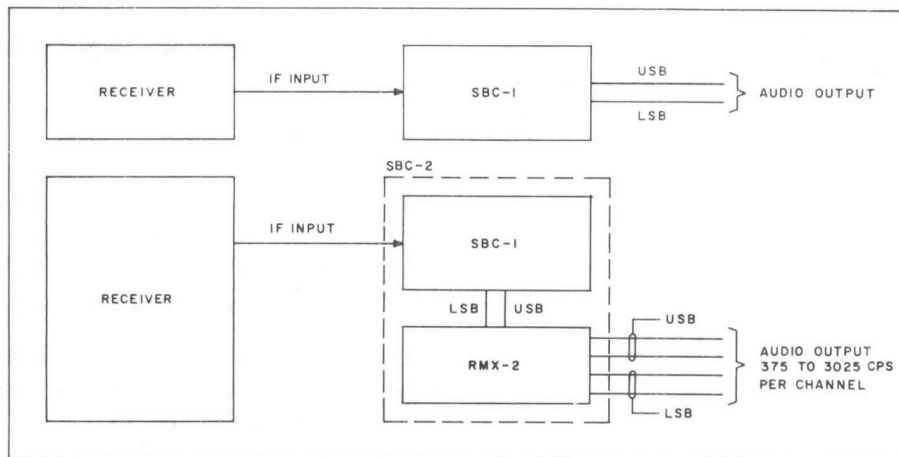 RECEIVER
IF INPUT
SBC-1
USB
LSB
AUDIO OUTPUT
SBC-2
RECEIVER
IF INPUT
SBC-1
LSB
USB
RMX-2
USB
LSB
AUDIO OUTPUT
375 TO 3025 CPS
PER CHANNEL